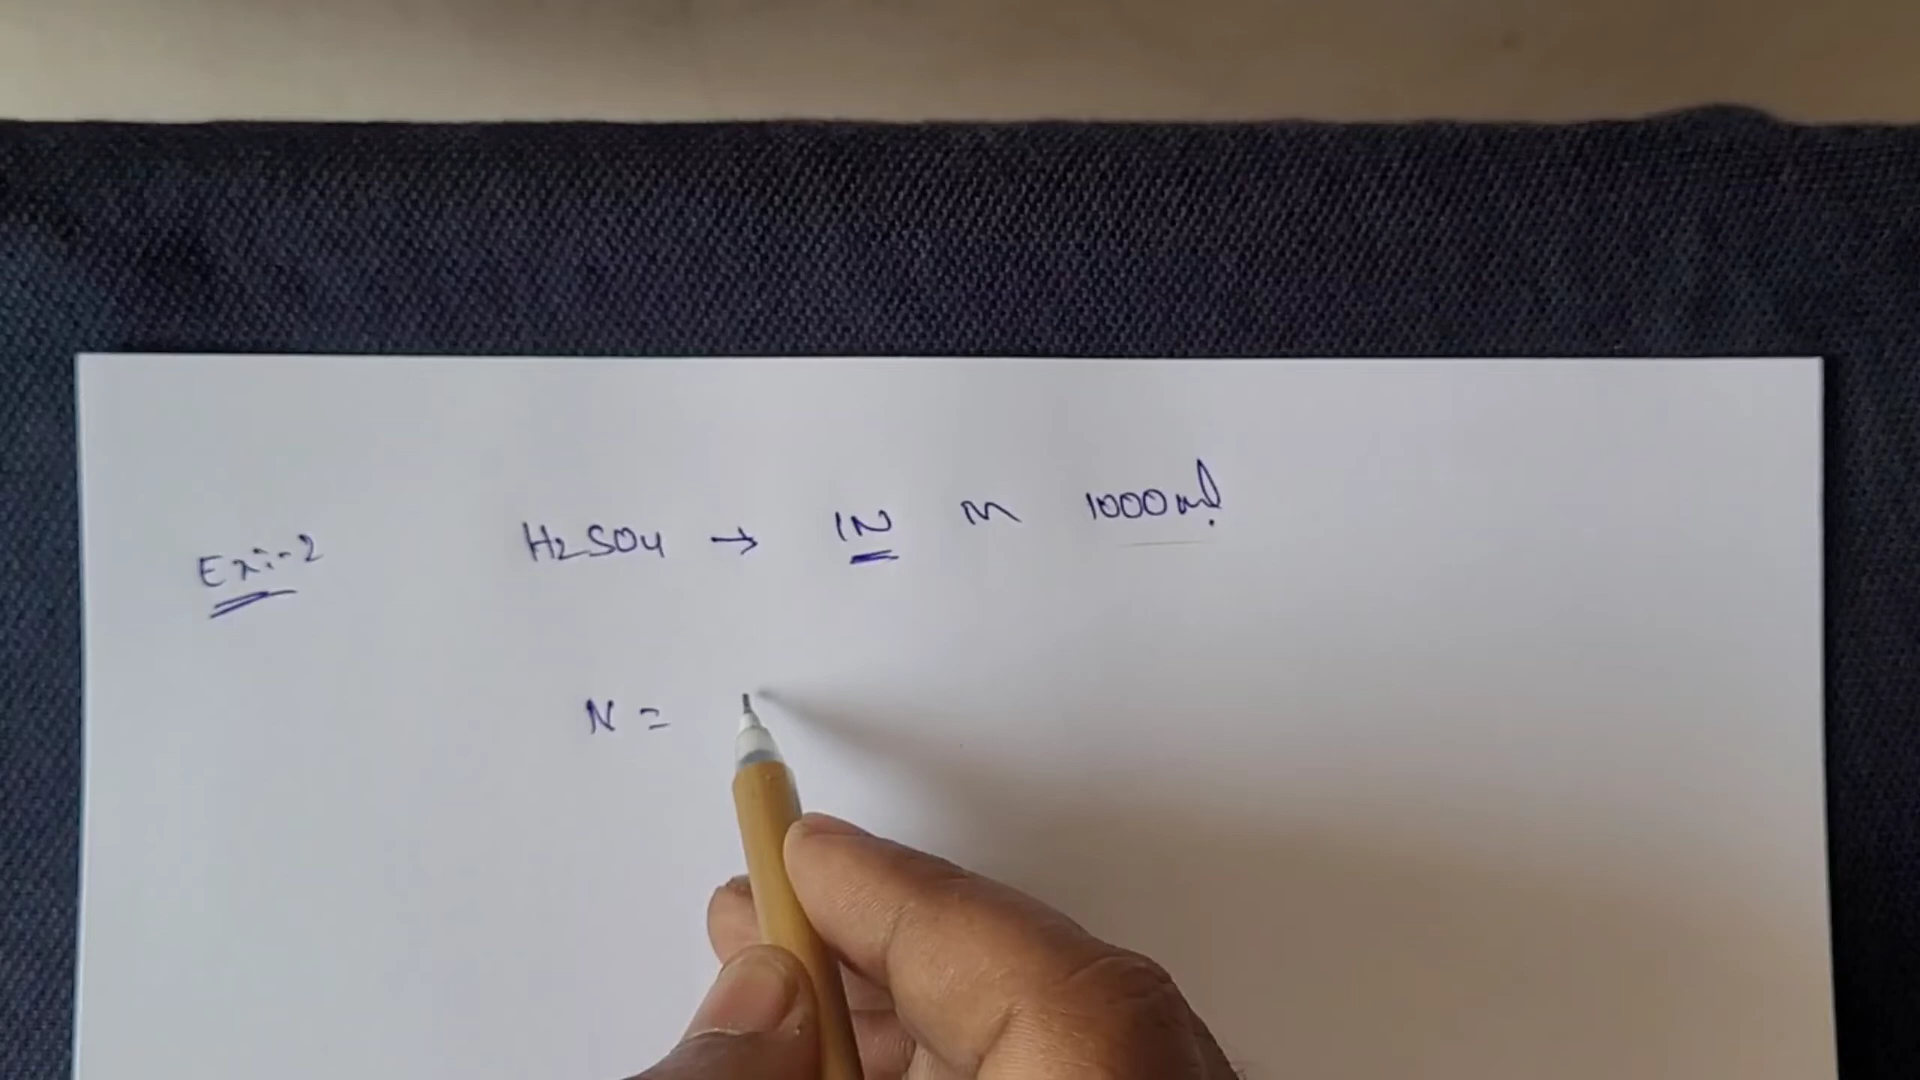 Ex:-2 H2SO4 → 1N in 1000ml
N =